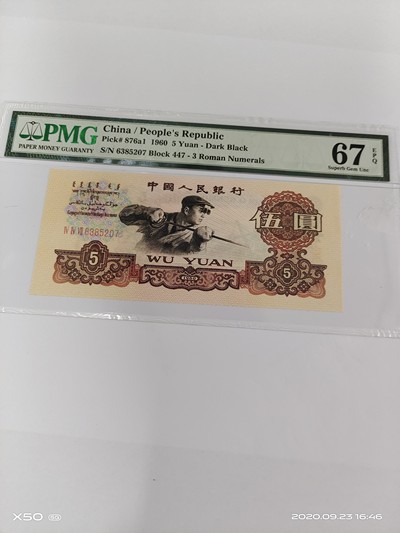 PMG
PAPER MONEY GUARANTY
China / People's Republic
Pick# 876a1 1960 5 Yuan - Dark Black
S/N 6385207 Block 447 - 3 Roman Numerals
67 EPQ
Superb Gem Unc
中國人民銀行
伍圓
6385207
5
WU YUAN
5
X50 5G
2020.09.23 16:46